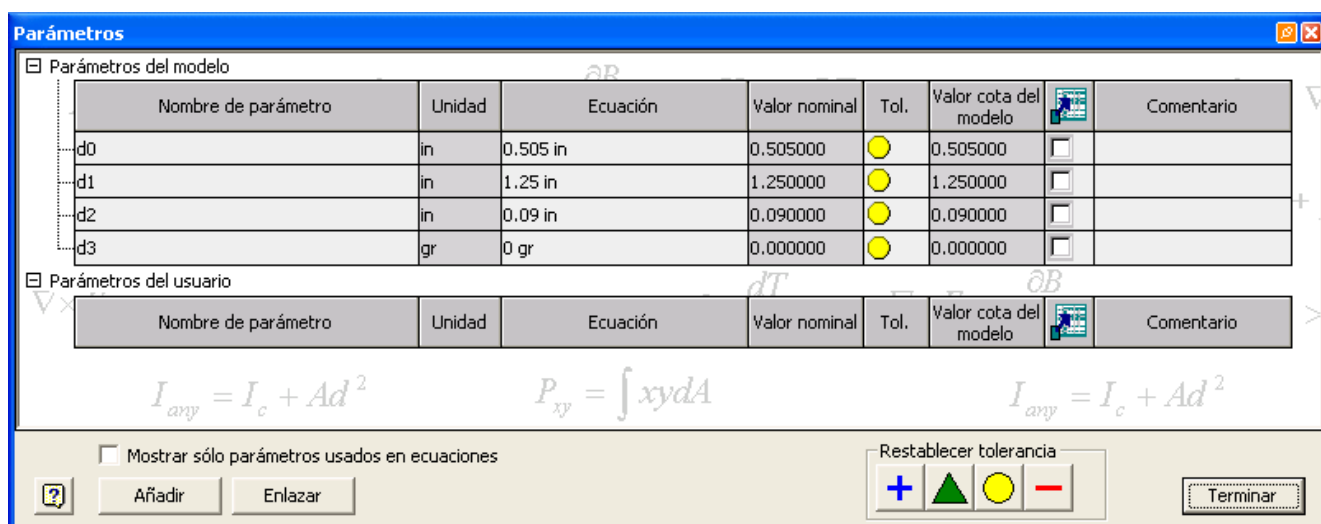 Parámetros
Parámetros del modelo
Nombre de parámetro Unidad Ecuación Valor nominal Tol. Valor cota del modelo Comentario
d0 in 0.505 in 0.505000 0.505000
d1 in 1.25 in 1.250000 1.250000
d2 in 0.09 in 0.090000 0.090000
d3 gr 0 gr 0.000000 0.000000
Parámetros del usuario
Nombre de parámetro Unidad Ecuación Valor nominal Tol. Valor cota del modelo Comentario
I_any = I_c + Ad² P_xy = ∫ xydA I_any = I_c + Ad²
Mostrar sólo parámetros usados en ecuaciones
Restablecer tolerancia
Añadir Enlazar Terminar